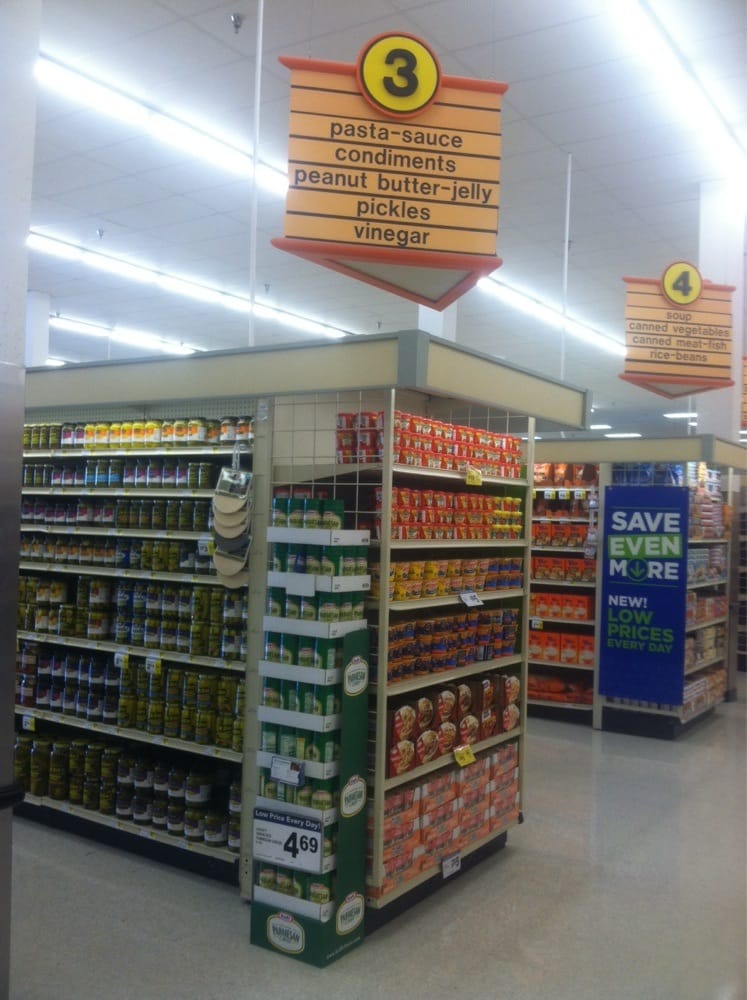 3
pasta-sauce
condiments
peanut butter-jelly
pickles
vinegar
4
soup
canned vegetables
canned meat-fish
rice-beans
SAVE
EVEN
MORE
NEW!
LOW
PRICES
EVERY DAY
Low Price Every Day!
4 69
PARMESAN